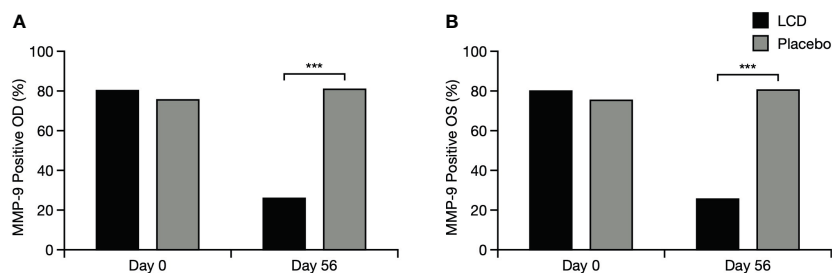 A
MMP-9 Positive OD (%)
100
80
60
40
20
0
***
Day 0
Day 56
B
LCD
Placebo
MMP-9 Positive OS (%)
100
80
60
40
20
0
***
Day 0
Day 56